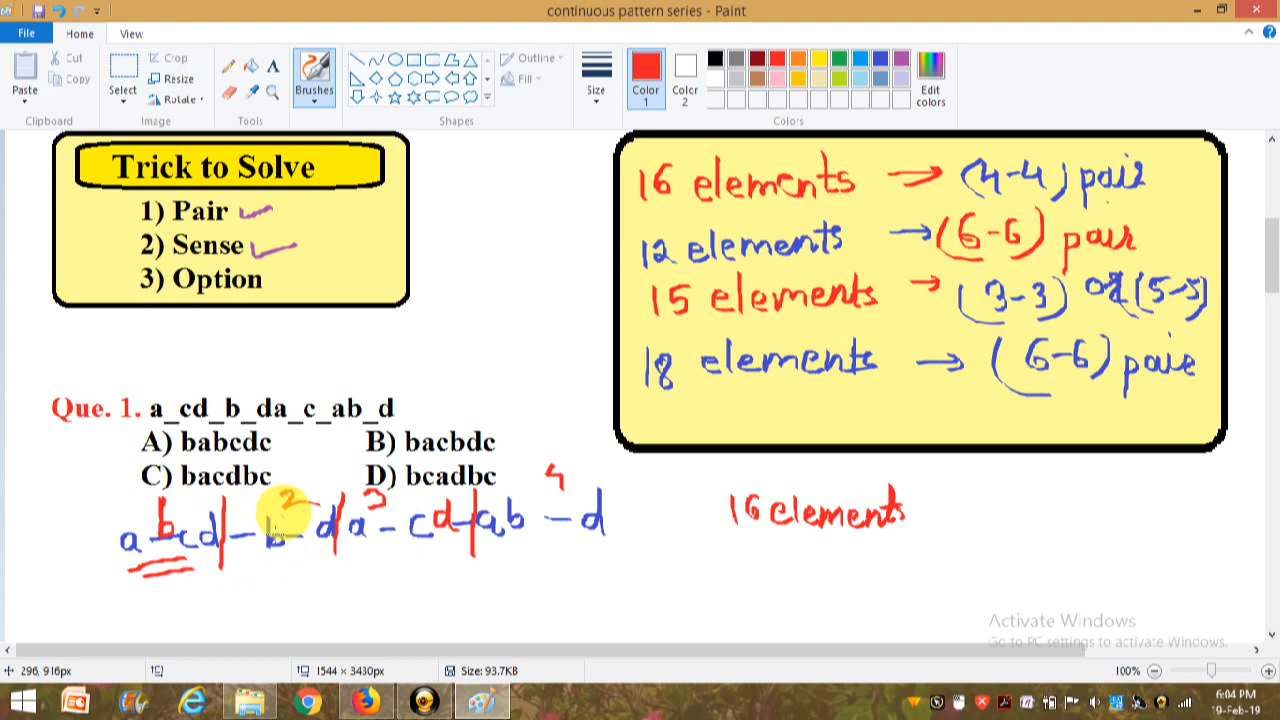 continuous pattern series - Paint
File Home View
Paste
Cut
Copy
Clipboard
Select
Crop
Resize
Rotate
Image
A
Tools
Brushes
Outline
Fill
Shapes
Size
Color 1
Color 2
Edit colors
Colors
Trick to Solve
1) Pair
2) Sense
3) Option
16 elements → (4-4) pair
12 elements → (6-6) pair
15 elements → (3-3) or (5-5)
18 elements → (6-6) pair
Que. 1. a_cd_b_da_c_ab_d
A) babcdc B) bacbdc
C) bacdbc D) bcadbc
2 3 4
a b cd | - b - d | a - c d | ab - d
16 elements
Activate Windows
Go to PC settings to activate Windows.
296, 916px
1544 × 3430px
Size: 93.7KB
100%
6:04 PM
19-Feb-19